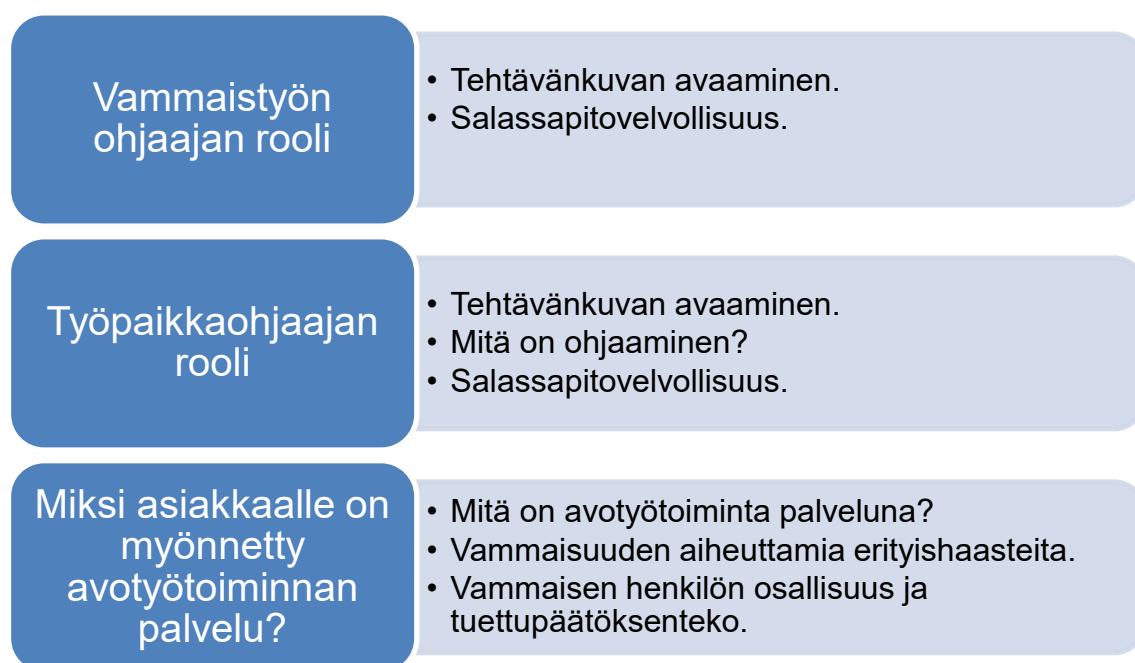 Vammaistyön
ohjaajan rooli
• Tehtävänkuvan avaaminen.
• Salassapitovelvollisuus.
Työpaikkaohjaajan
rooli
• Tehtävänkuvan avaaminen.
• Mitä on ohjaaminen?
• Salassapitovelvollisuus.
Miksi asiakkaalle on
myönnetty
avotyötoiminnan
palvelu?
• Mitä on avotyötoiminta palveluna?
• Vammaisuuden aiheuttamia erityishaasteita.
• Vammaisen henkilön osallisuus ja
tuettupäätöksenteko.